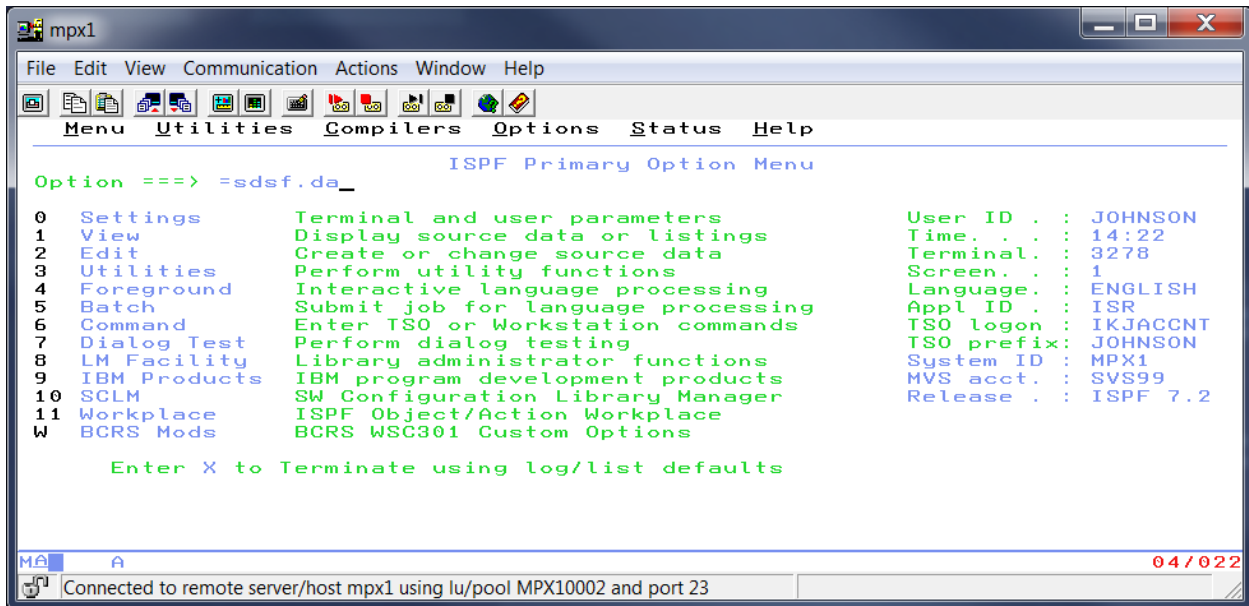 mpx1
File Edit View Communication Actions Window Help
Menu Utilities Compilers Options Status Help
ISPF Primary Option Menu
Option ===> =sdsf.da_
0 Settings Terminal and user parameters User ID . : JOHNSON
1 View Display source data or listings Time. . . : 14:22
2 Edit Create or change source data Terminal. : 3278
3 Utilities Perform utility functions Screen. . : 1
4 Foreground Interactive language processing Language. : ENGLISH
5 Batch Submit job for language processing Appl ID . : ISR
6 Command Enter TSO or Workstation commands TSO logon : IKJACCNT
7 Dialog Test Perform dialog testing TSO prefix: JOHNSON
8 LM Facility Library administrator functions System ID : MPX1
9 IBM Products IBM program development products MVS acct. : SVS99
10 SCLM SW Configuration Library Manager Release . : ISPF 7.2
11 Workplace ISPF Object/Action Workplace
W BCRS Mods BCRS WSC301 Custom Options
Enter X to Terminate using log/list defaults
MA A 04/022
Connected to remote server/host mpx1 using lu/pool MPX10002 and port 23